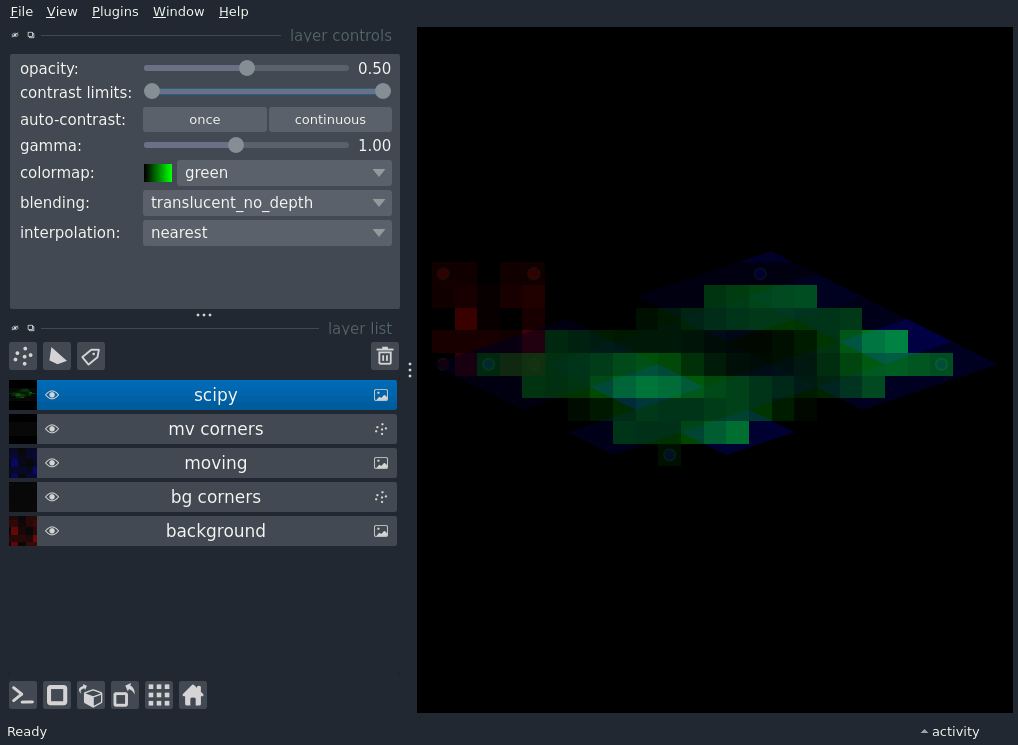 File View Plugins Window Help
layer controls
opacity: 0.50
contrast limits:
auto-contrast: once continuous
gamma: 1.00
colormap: green
blending: translucent_no_depth
interpolation: nearest
layer list
scipy
mv corners
moving
bg corners
background
Ready activity